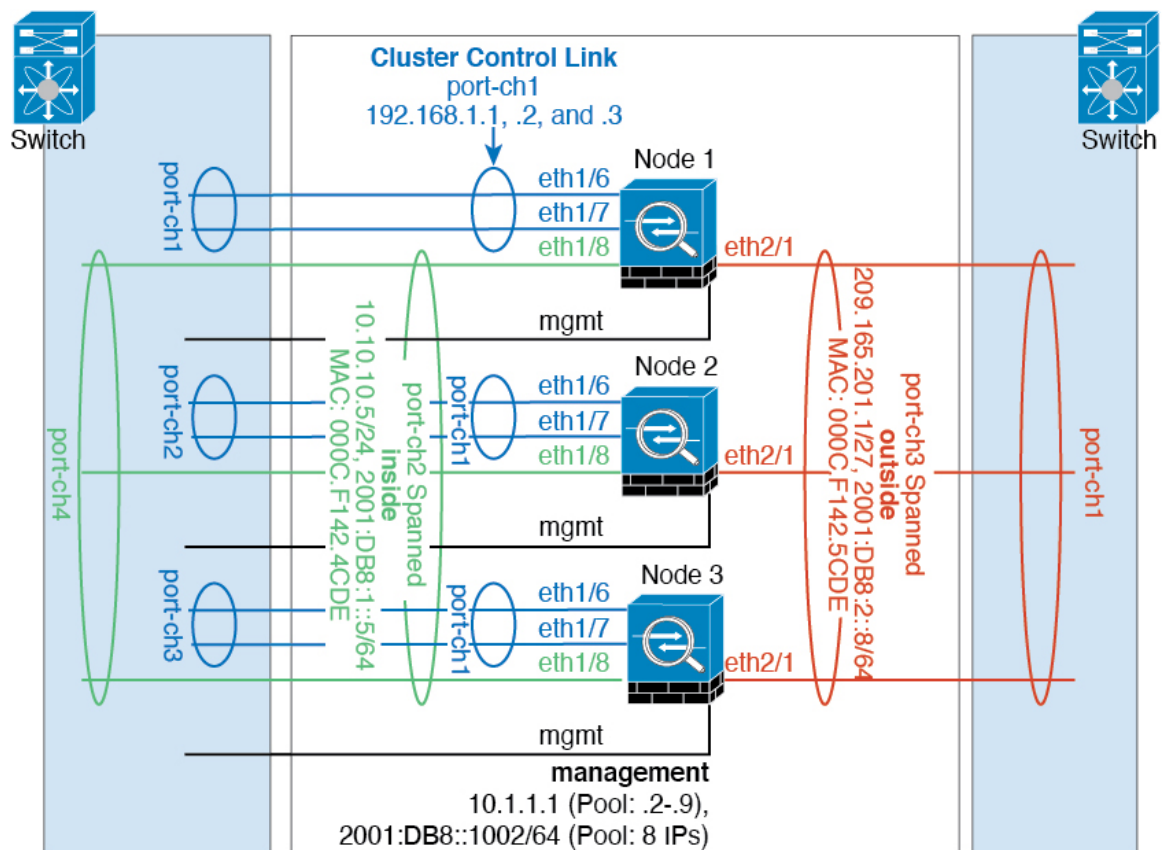 Switch
Switch
Cluster Control Link
port-ch1
192.168.1.1, .2, and .3
port-ch1
Node 1
eth1/6
eth1/7
eth1/8
eth2/1
mgmt
port-ch4
port-ch2
10.10.10.5/24, 2001:DB8:1::5/64
inside
MAC: 000C.F142.4CDE
port-ch2 Spanned
port-ch1
Node 2
eth1/6
eth1/7
eth1/8
eth2/1
mgmt
209.165.201.1/27, 2001:DB8:2::8/64
outside
MAC: 000C.F142.5CDE
port-ch3 Spanned
port-ch1
port-ch3
port-ch1
Node 3
eth1/6
eth1/7
eth1/8
eth2/1
mgmt
management
10.1.1.1 (Pool: .2-.9),
2001:DB8::1002/64 (Pool: 8 IPs)